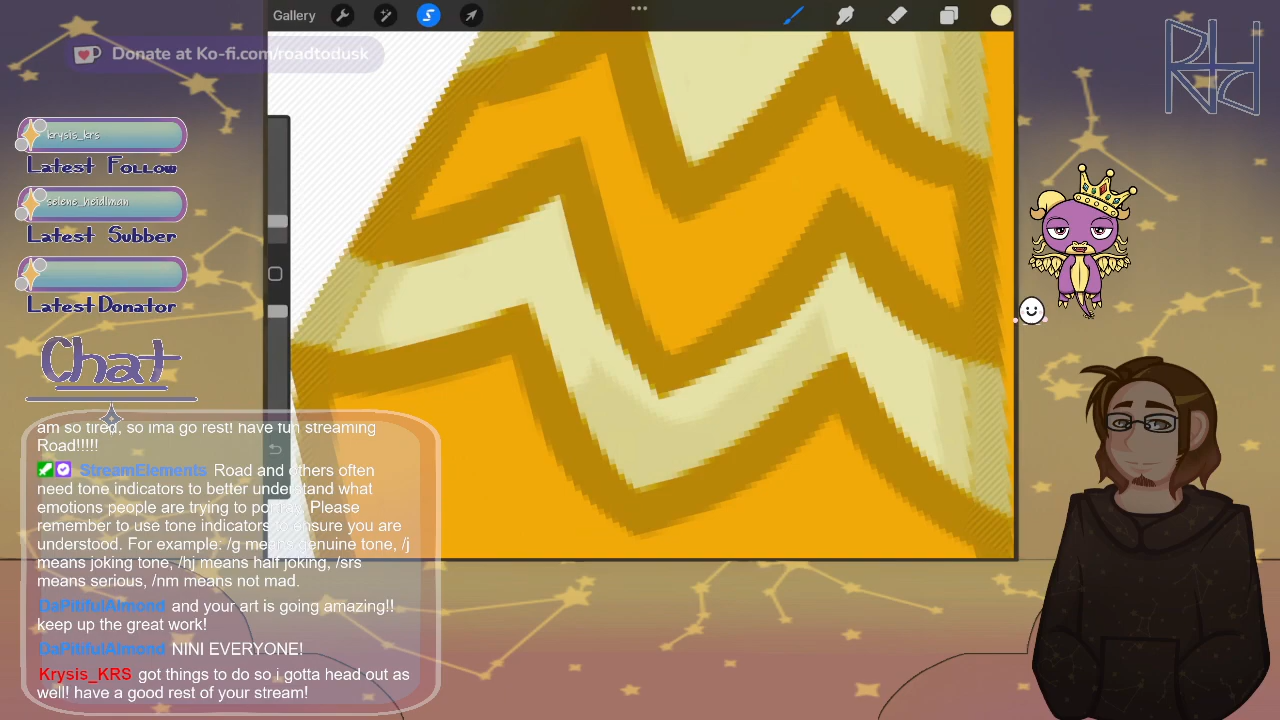 Gallery
Donate at Ko-fi.com/roadtodusk
RHd
krysis_krs
Latest Follow
selene_heidlman
Latest Subber
Latest Donator
Chat
am so tired, so ima go rest! have fun streaming
Road!!!!!
StreamElements Road and others often
need tone indicators to better understand what
emotions people are trying to portray. Please
remember to use tone indicators to ensure you are
understood. For example: /g means genuine tone, /j
means joking tone, /hj means half joking, /srs
means serious, /nm means not mad.
DaPitifulAlmond and your art is going amazing!!
keep up the great work!
DaPitifulAlmond NINI EVERYONE!
Krysis_KRS got things to do so i gotta head out as
well! have a good rest of your stream!